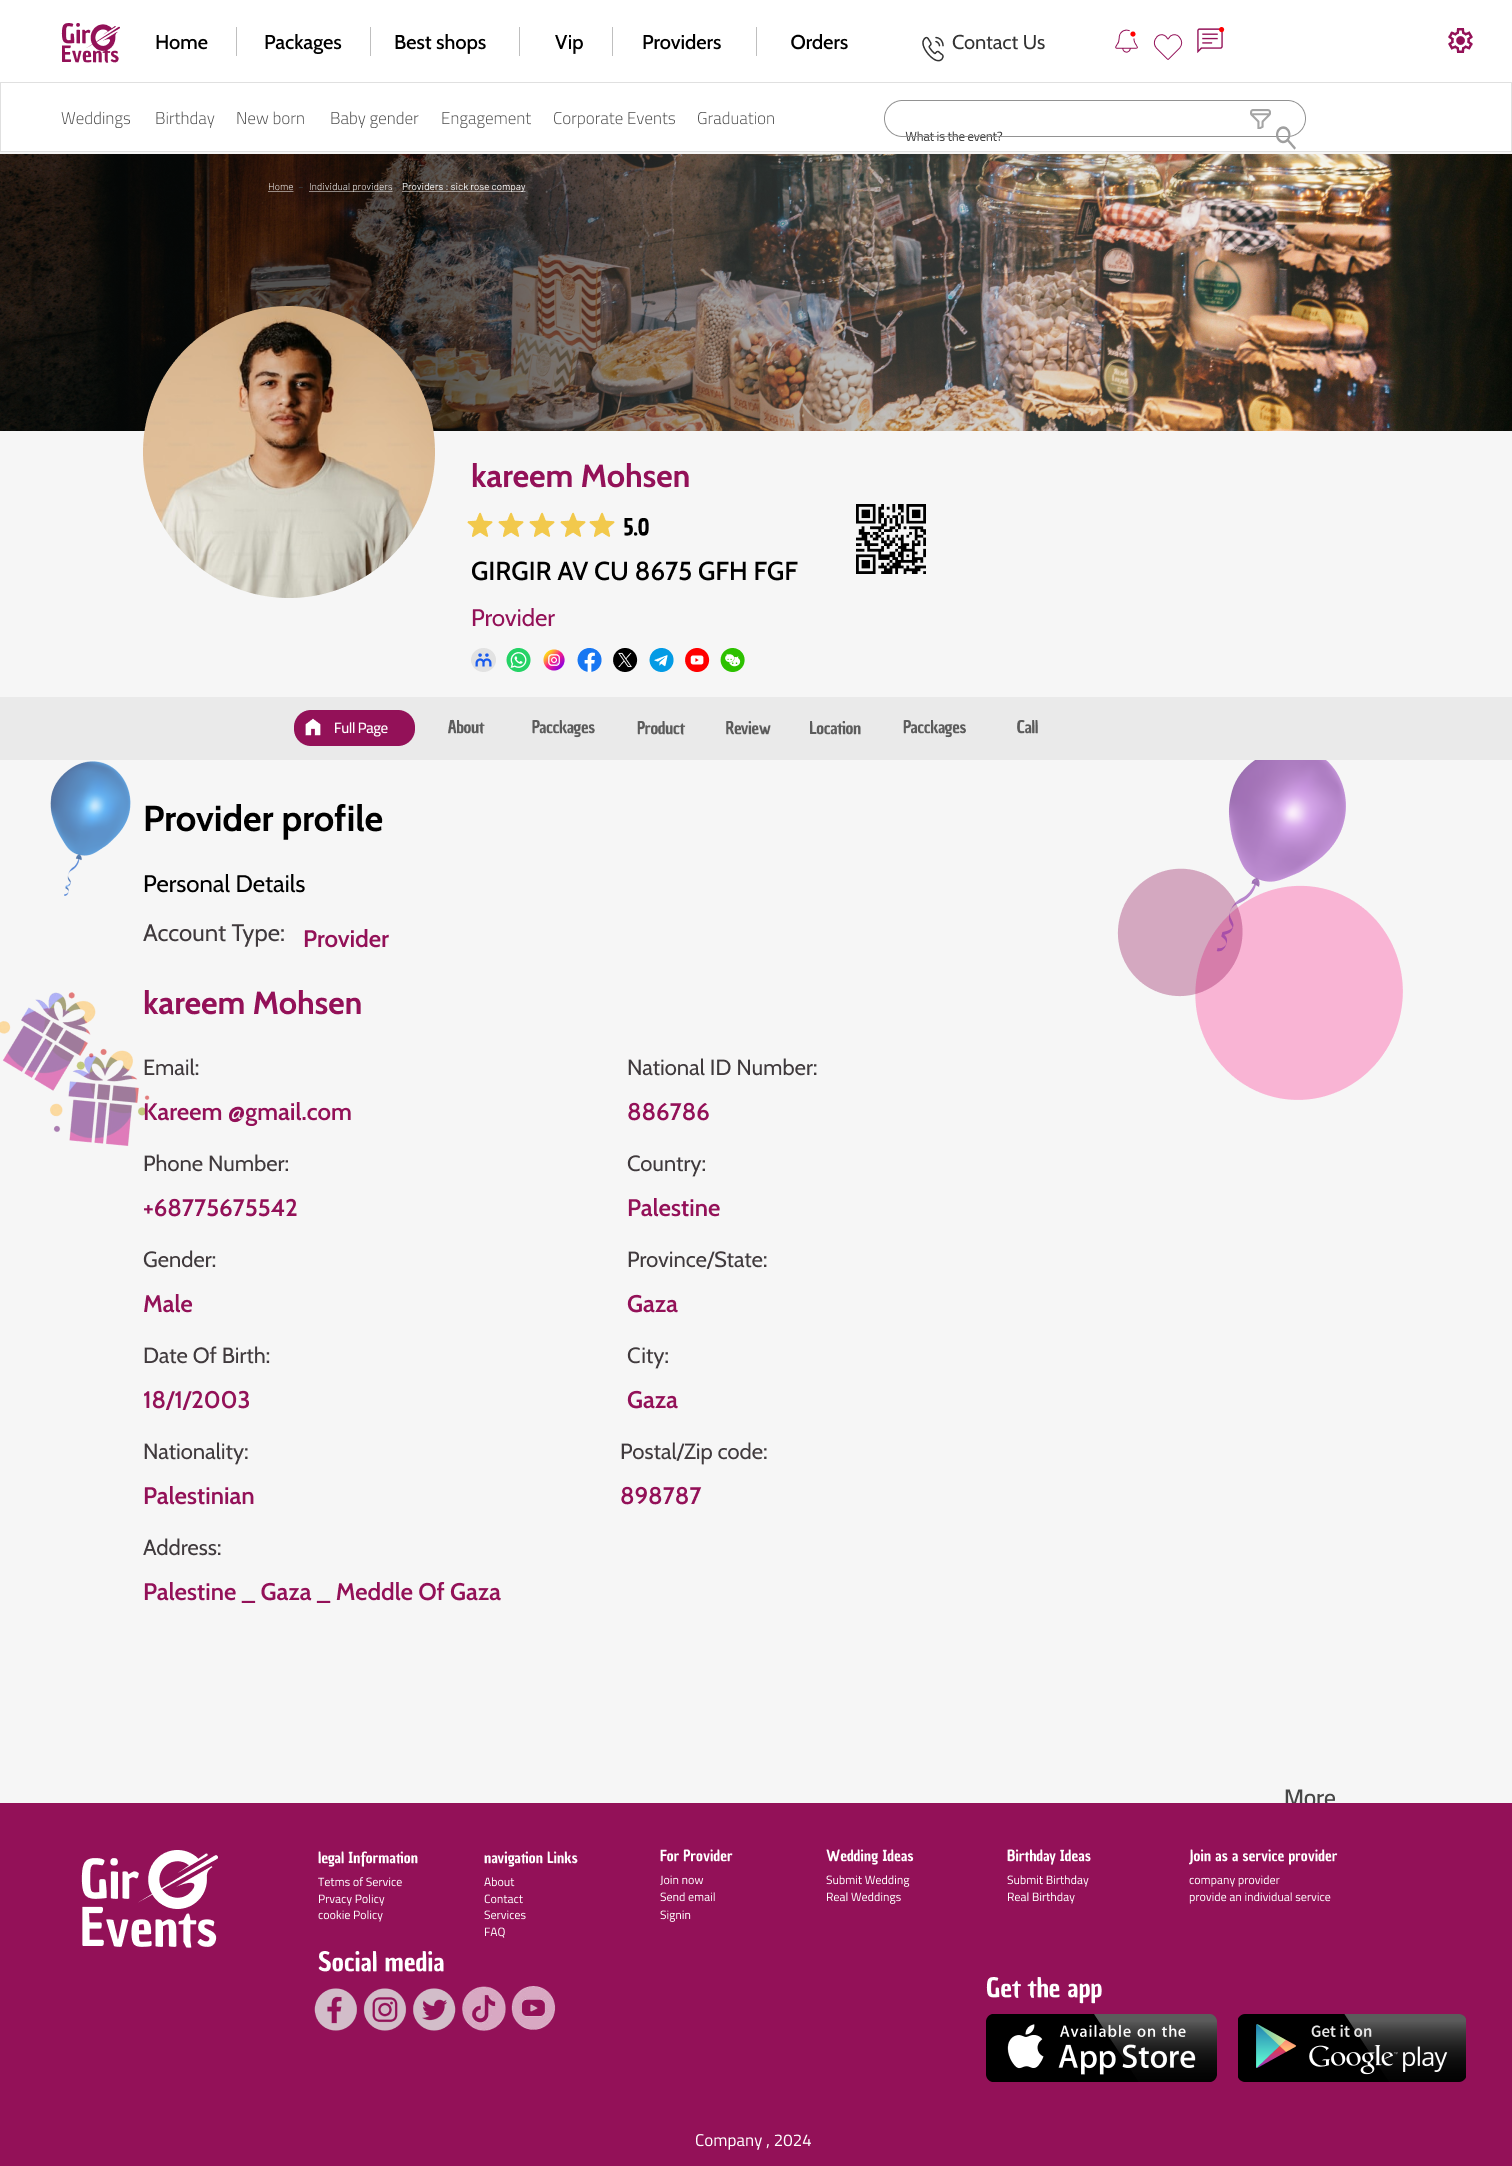 Gir
Events
Home
Packages
Best shops
Vip
Providers
Orders
Contact Us
Weddings
Birthday
New born
Baby gender
Engagement
Corporate Events
Graduation
What is the event?
Home
Individual providers
Providers : sick rose compay
kareem Mohsen
5.0
GIRGIR AV CU 8675 GFH FGF
Provider
Full Page
About
Pacckages
Product
Review
Location
Pacckages
Call
Provider profile
Personal Details
Account Type: Provider
kareem Mohsen
Email:
Kareem @gmail.com
National ID Number:
886786
Phone Number:
+68775675542
Country:
Palestine
Gender:
Male
Province/State:
Gaza
Date Of Birth:
18/1/2003
City:
Gaza
Nationality:
Palestinian
Postal/Zip code:
898787
Address:
Palestine _ Gaza _ Meddle Of Gaza
More
Gir
Events
legal Information
Tetms of Service
Prvacy Policy
cookie Policy
navigation Links
About
Contact
Services
FAQ
For Provider
Join now
Send email
Signin
Wedding Ideas
Submit Wedding
Real Weddings
Birthday Ideas
Submit Birthday
Real Birthday
Join as a service provider
company provider
provide an individual service
Social media
Get the app
Available on the
App Store
Get it on
Google play
Company , 2024